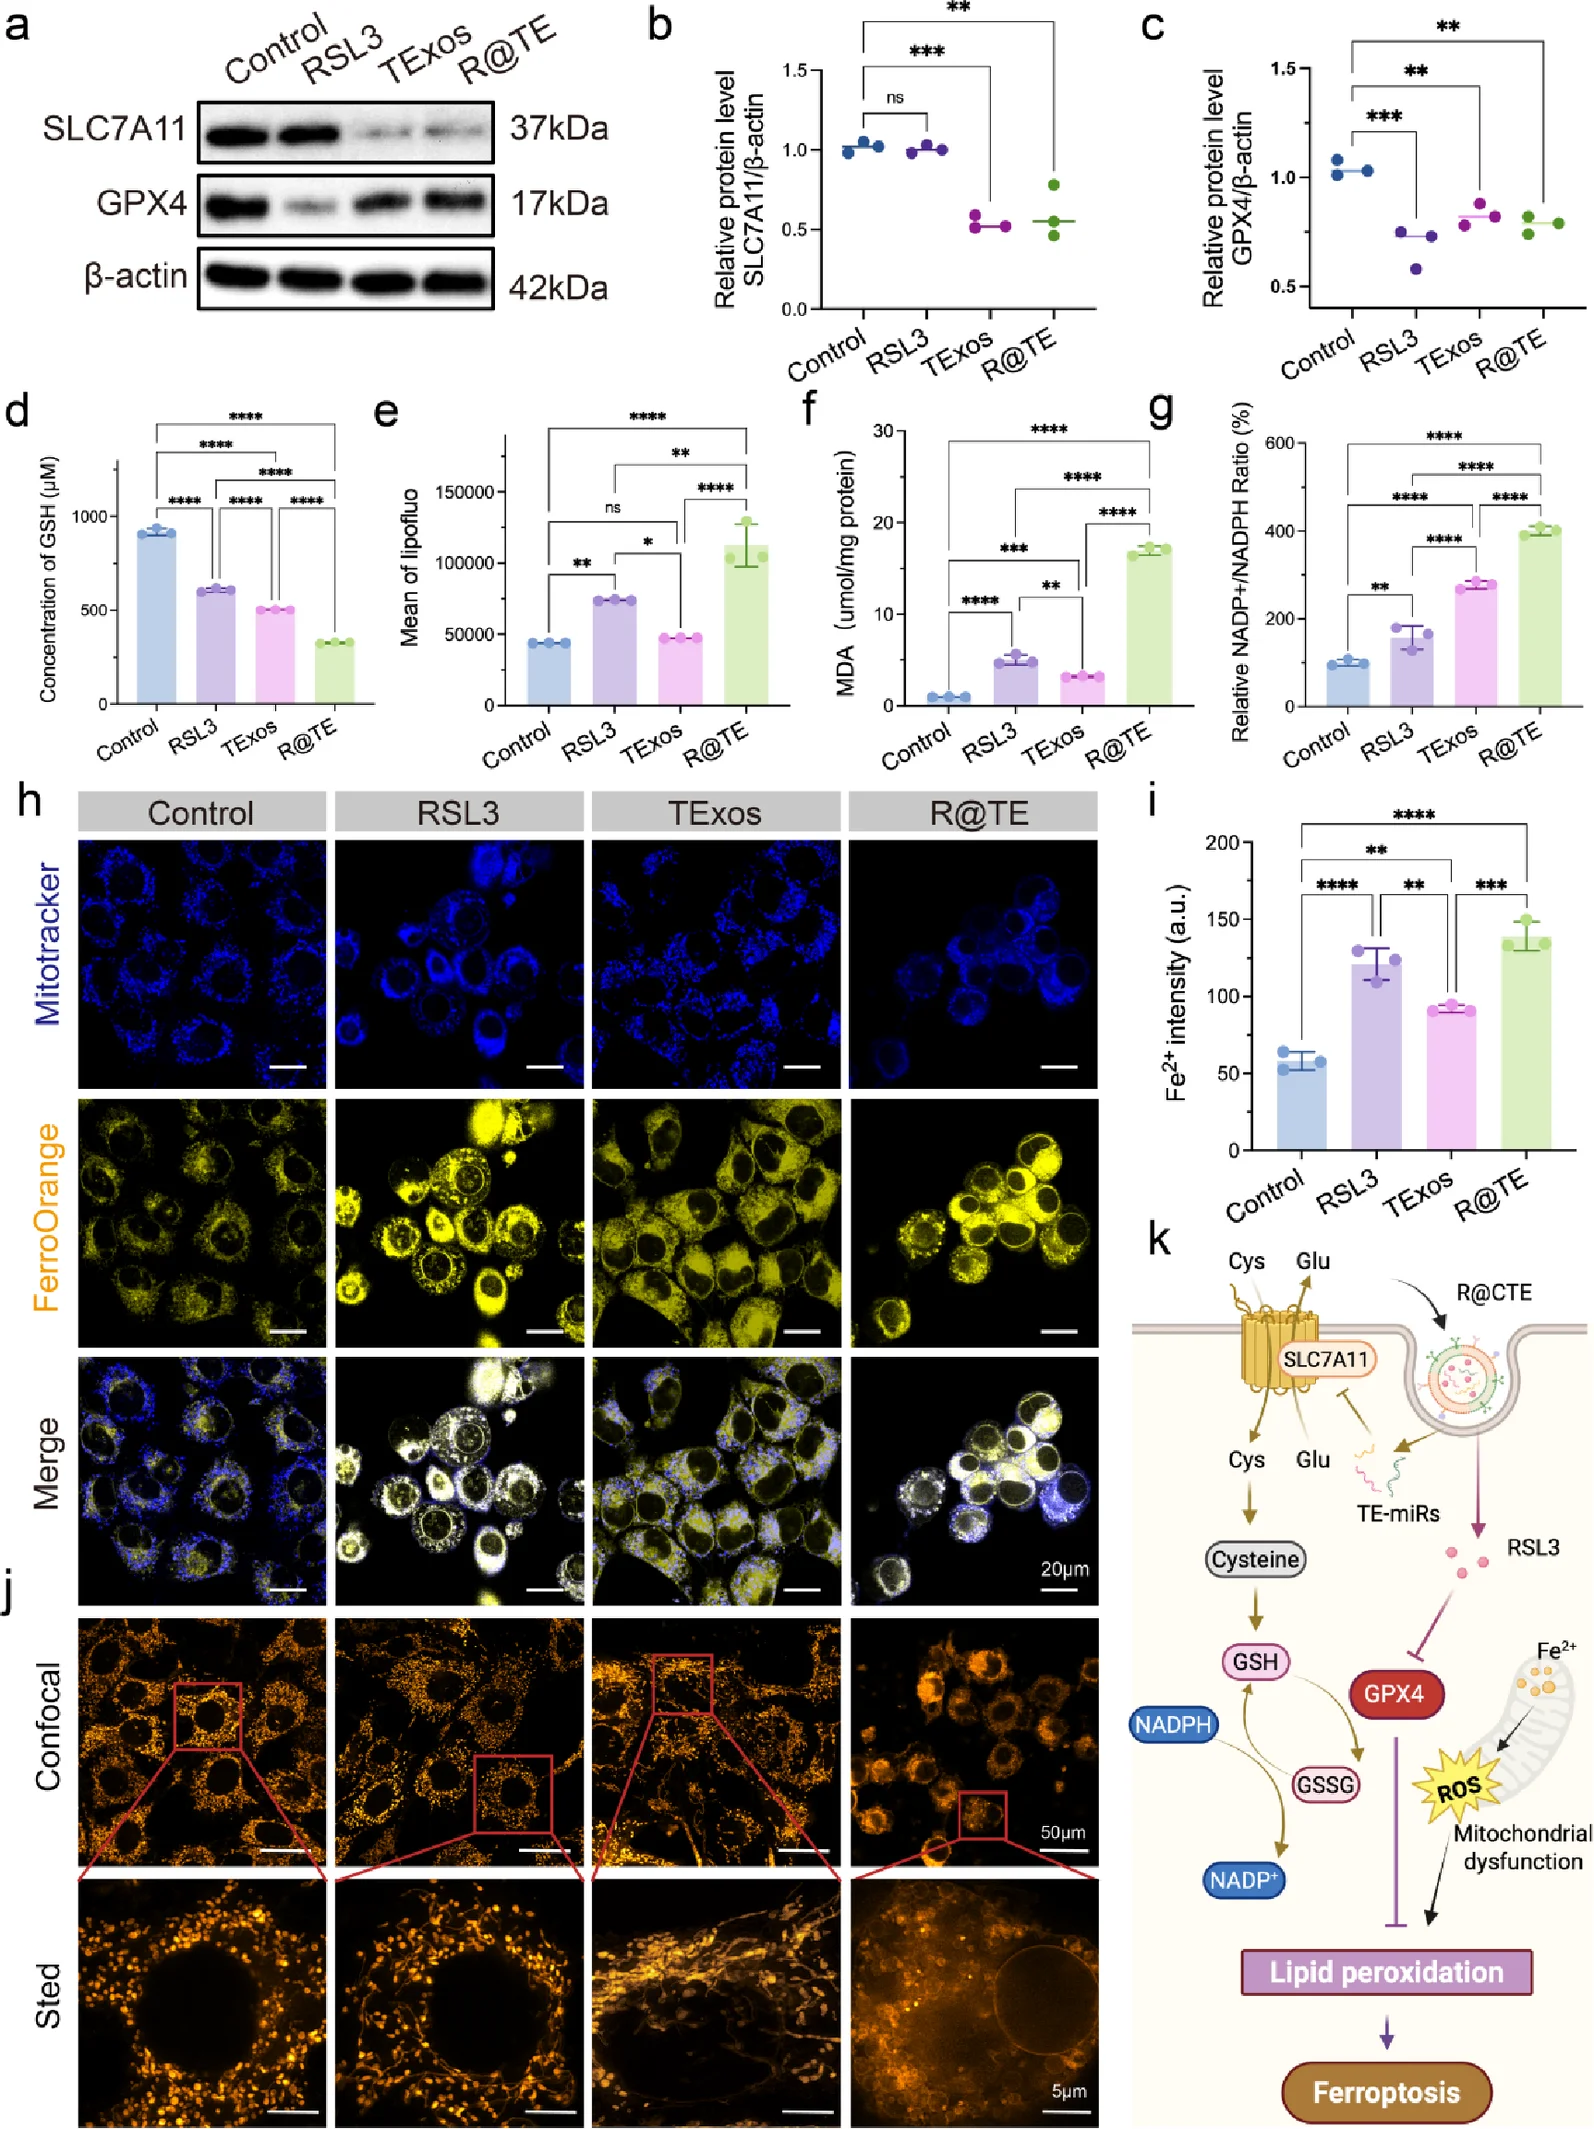 a
Control
RSL3
TExos
R@TE
SLC7A11
37kDa
GPX4
17kDa
β-actin
42kDa
b
Relative protein level
SLC7A11/β-actin
1.5
1.0
0.5
0.0
ns
***
**
Control
RSL3
TExos
R@TE
c
Relative protein level
GPX4/β-actin
1.5
1.0
0.5
***
**
**
Control
RSL3
TExos
R@TE
d
Concentration of GSH (μM)
1000
500
0
****
****
****
****
****
****
Control
RSL3
TExos
R@TE
e
Mean of lipofluo
150000
100000
50000
0
****
**
****
ns
*
**
Control
RSL3
TExos
R@TE
f
MDA (umol/mg protein)
30
20
10
0
****
****
****
***
**
****
Control
RSL3
TExos
R@TE
g
Relative NADP+/NADPH Ratio (%)
600
400
200
0
****
****
****
****
****
**
Control
RSL3
TExos
R@TE
h
Control
RSL3
TExos
R@TE
Mitotracker
FerroOrange
Merge
20μm
i
Fe2+ intensity (a.u.)
200
150
100
50
0
****
**
****
**
***
Control
RSL3
TExos
R@TE
j
Confocal
50μm
Sted
5μm
k
Cys
Glu
R@CTE
SLC7A11
Cys
Glu
TE-miRs
RSL3
Cysteine
GSH
Fe2+
GPX4
NADPH
GSSG
ROS
Mitochondrial
dysfunction
NADP+
Lipid peroxidation
Ferroptosis